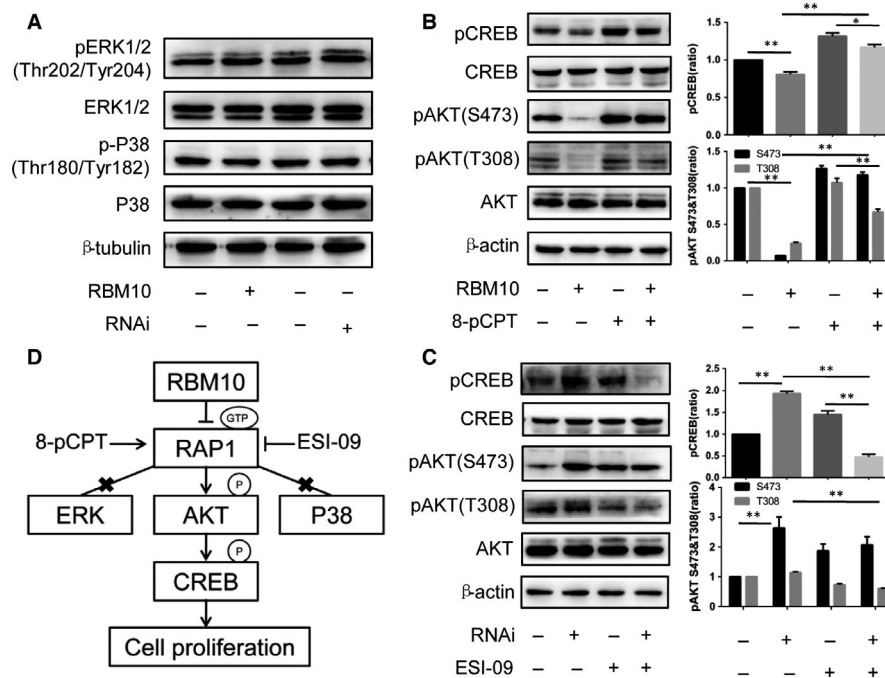 A
pERK1/2
(Thr202/Tyr204)
ERK1/2
p-P38
(Thr180/Tyr182)
P38
β-tubulin
RBM10 – + – –
RNAi – – – +
B
pCREB
CREB
pAKT(S473)
pAKT(T308)
AKT
β-actin
RBM10 – + – +
8-pCPT – – + +
pCREB(ratio)
1.5
1.0
0.5
0.0
**
**
*
pAKT S473&T308(ratio)
1.5
1.0
0.5
0.0
S473
T308
**
**
**
– + – +
– – + +
C
pCREB
CREB
pAKT(S473)
pAKT(T308)
AKT
β-actin
RNAi – + – +
ESI-09 – – + +
pCREB(ratio)
2.5
2.0
1.5
1.0
0.5
0.0
**
**
**
pAKT S473&T308(ratio)
4
3
2
1
0
S473
T308
**
**
– + – +
– – + +
D
RBM10
GTP
8-pCPT RAP1 ESI-09
P
ERK AKT P38
P
CREB
Cell proliferation